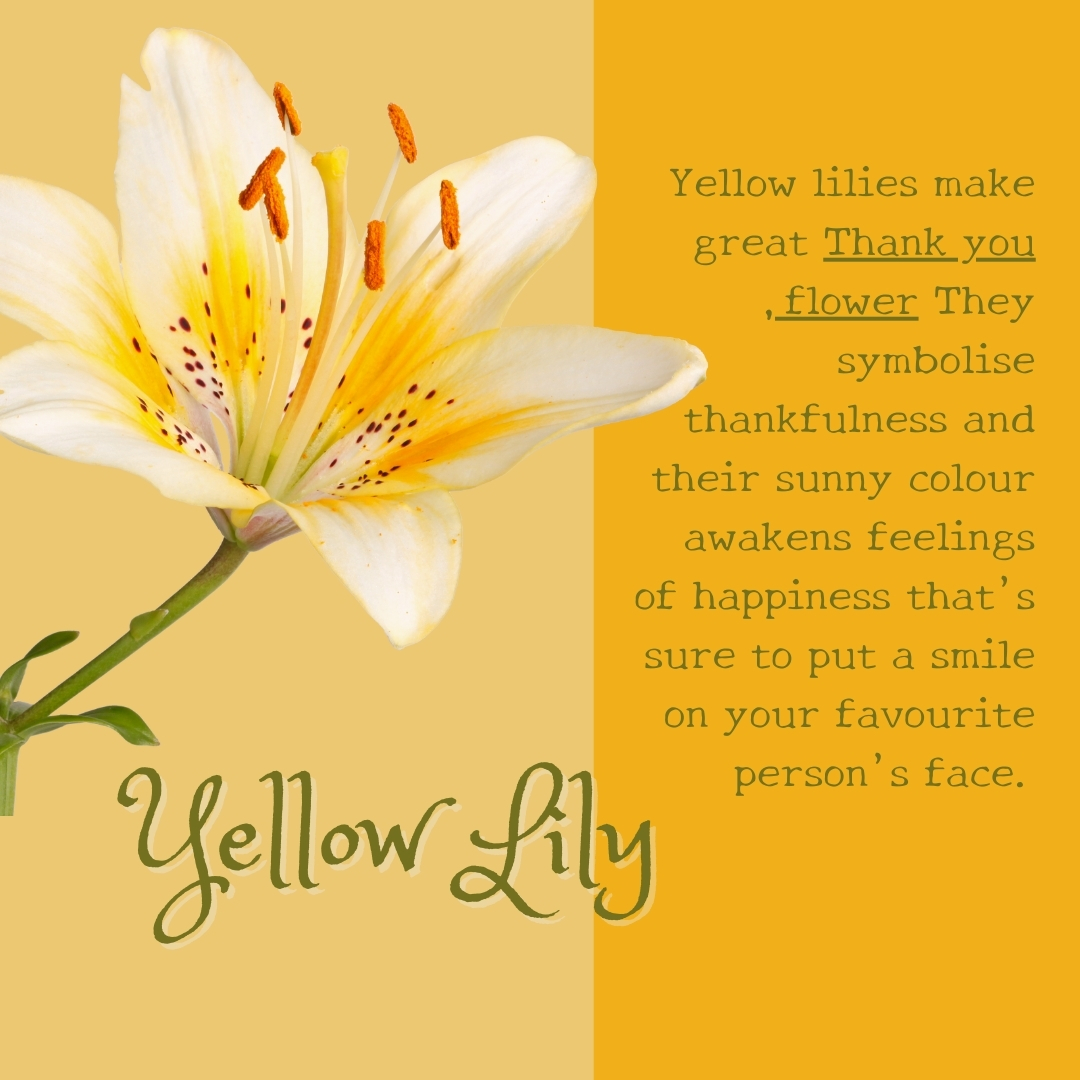 Yellow lilies make
great Thank you
, flower They
symbolise
thankfulness and
their sunny colour
awakens feelings
of happiness that's
sure to put a smile
on your favourite
person's face.
Yellow Lily